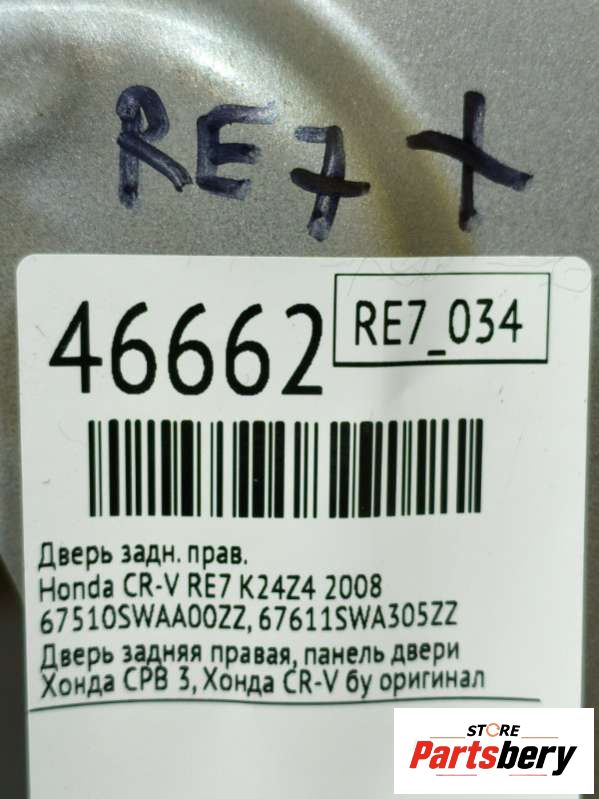 RE7 X
46662
RE7_034
Дверь задн. прав.
Honda CR-V RE7 K24Z4 2008
67510SWAA00ZZ, 67611SWA305ZZ
Дверь задняя правая, панель двери
Хонда СРВ 3, Хонда CR-V бу оригинал
STORE
Partsbery